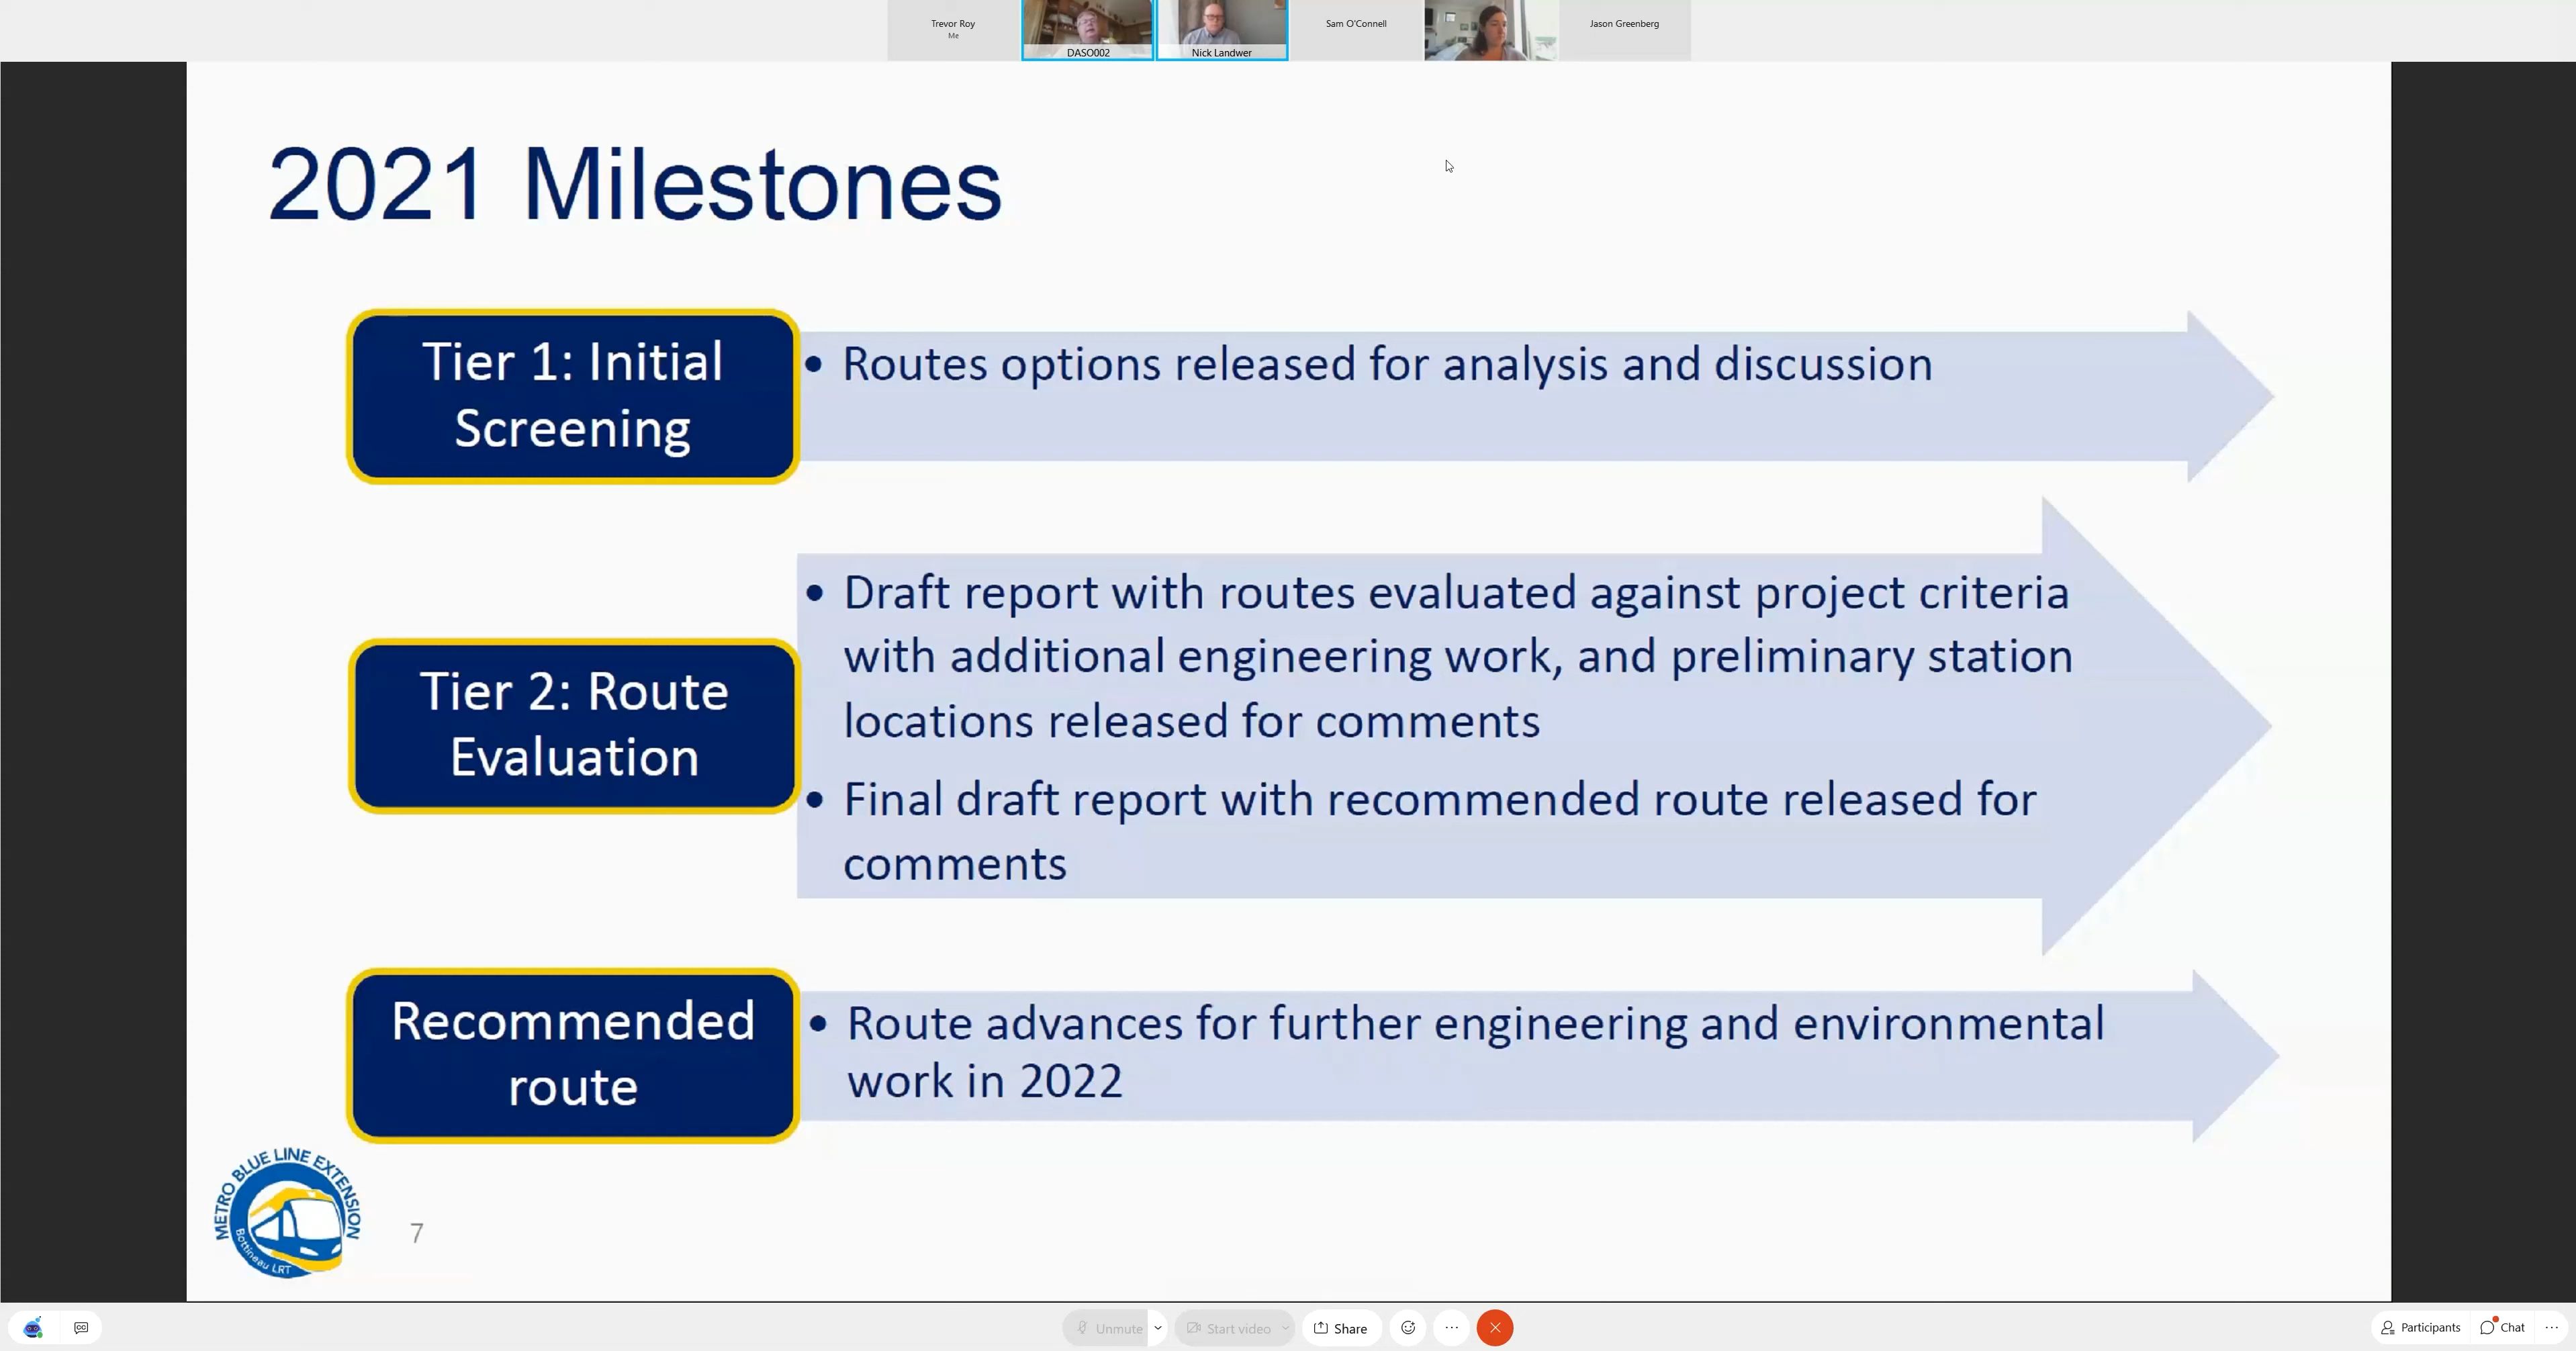 Trevor Roy
Me
DASO002
Nick Landwer
Sam O'Connell
Jason Greenberg
2021 Milestones
Tier 1: Initial
Screening
• Routes options released for analysis and discussion
Tier 2: Route
Evaluation
• Draft report with routes evaluated against project criteria
with additional engineering work, and preliminary station
locations released for comments
• Final draft report with recommended route released for
comments
Recommended
route
• Route advances for further engineering and environmental
work in 2022
METRO BLUE LINE EXTENSION
Bottineau LRT
7
Unmute
Start video
Share
Participants
Chat